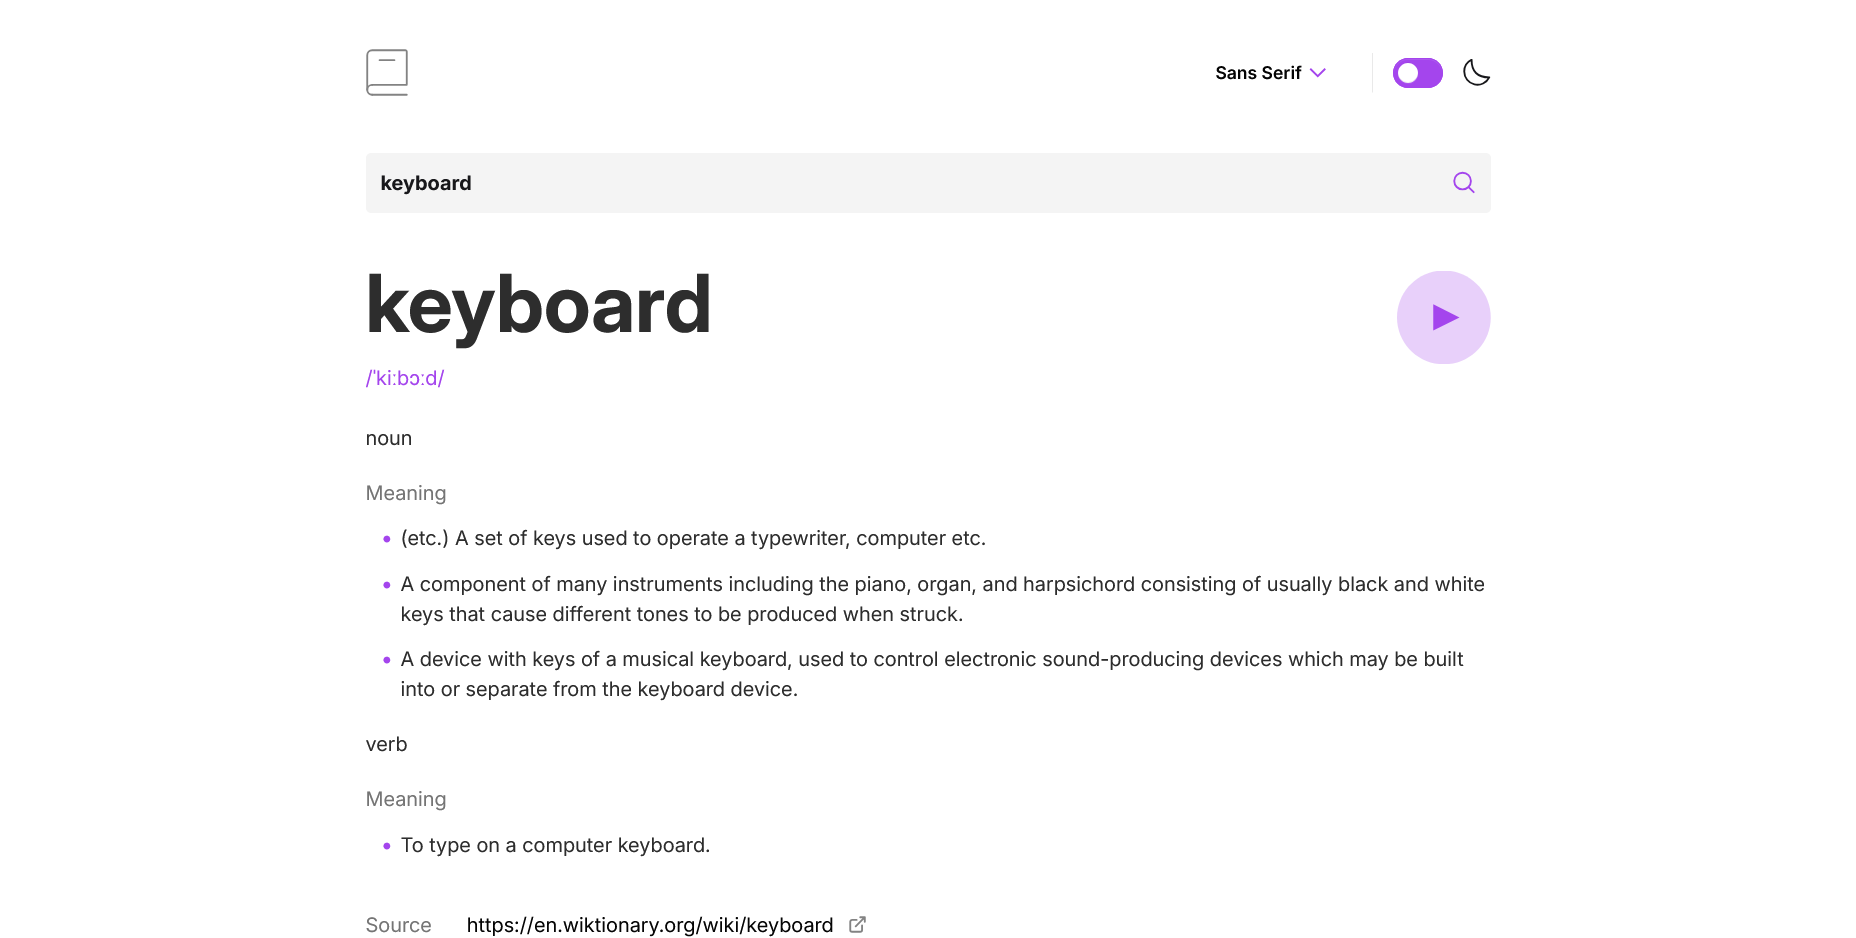 Sans Serif
keyboard
keyboard
/ˈkiːbɔːd/
noun
Meaning
(etc.) A set of keys used to operate a typewriter, computer etc.
A component of many instruments including the piano, organ, and harpsichord consisting of usually black and white
keys that cause different tones to be produced when struck.
A device with keys of a musical keyboard, used to control electronic sound-producing devices which may be built
into or separate from the keyboard device.
verb
Meaning
To type on a computer keyboard.
Source https://en.wiktionary.org/wiki/keyboard